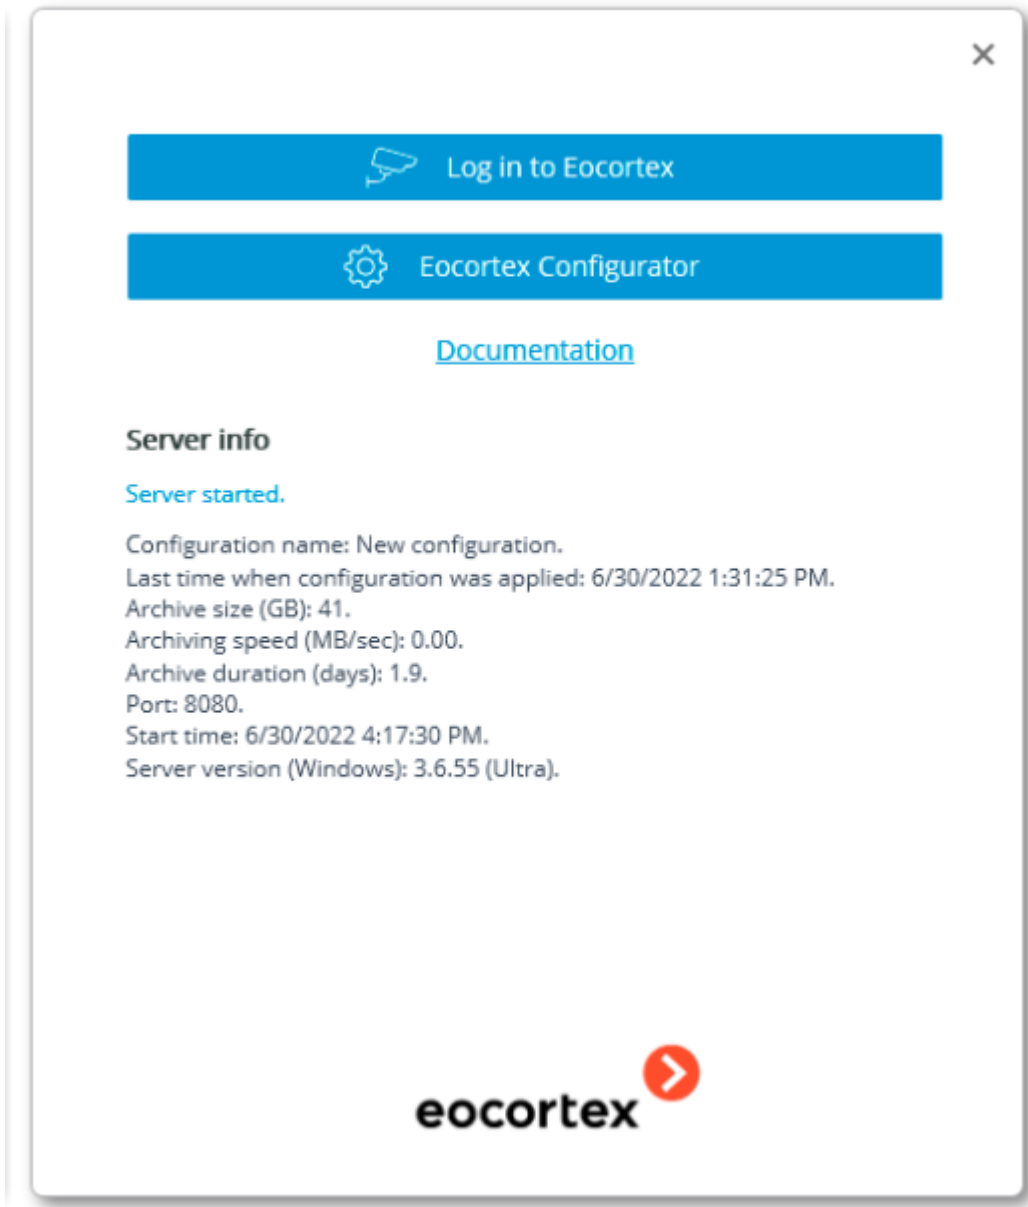 Log in to Eocortex
Eocortex Configurator
Documentation
Server info
Server started.
Configuration name: New configuration.
Last time when configuration was applied: 6/30/2022 1:31:25 PM.
Archive size (GB): 41.
Archiving speed (MB/sec): 0.00.
Archive duration (days): 1.9.
Port: 8080.
Start time: 6/30/2022 4:17:30 PM.
Server version (Windows): 3.6.55 (Ultra).
eocortex